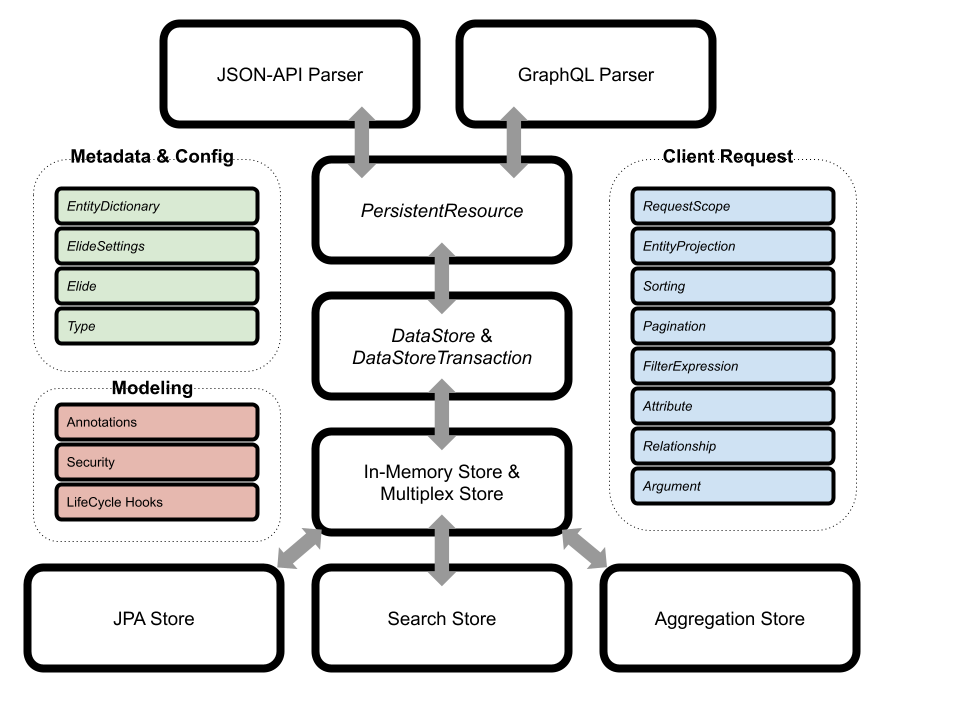 JSON-API Parser
GraphQL Parser
Metadata & Config
EntityDictionary
ElideSettings
Elide
Type
Modeling
Annotations
Security
LifeCycle Hooks
PersistentResource
DataStore &
DataStoreTransaction
In-Memory Store &
Multiplex Store
Client Request
RequestScope
EntityProjection
Sorting
Pagination
FilterExpression
Attribute
Relationship
Argument
JPA Store
Search Store
Aggregation Store